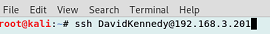 File Edit View Search Terminal Help
root@kali:~# ssh DavidKennedy@192.168.3.201